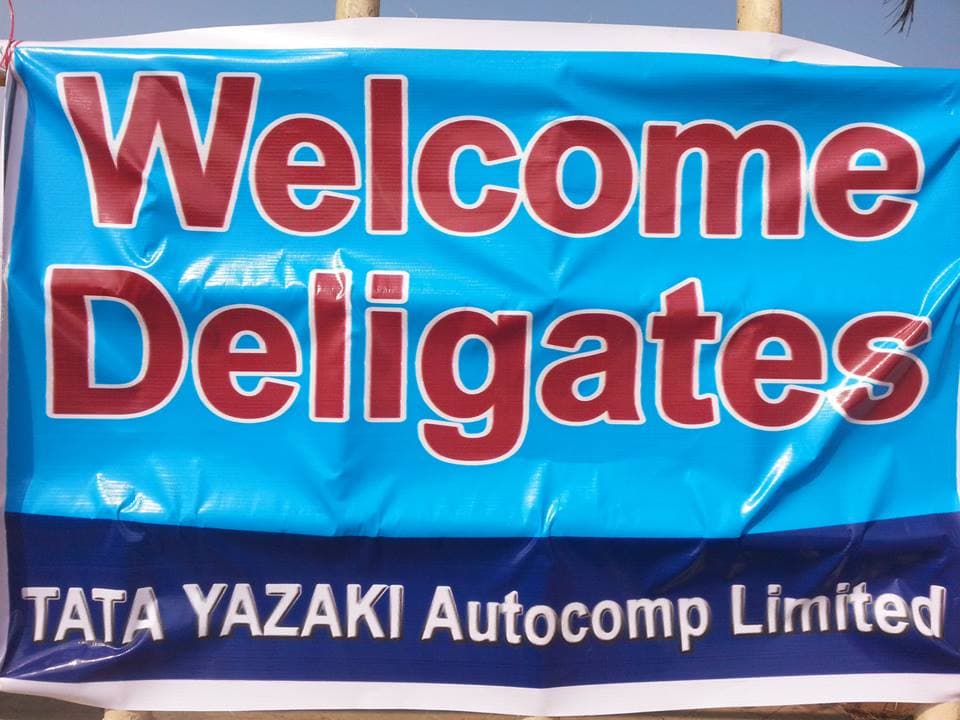 Welcome
Deligates
TATA YAZAKI Autocomp Limited